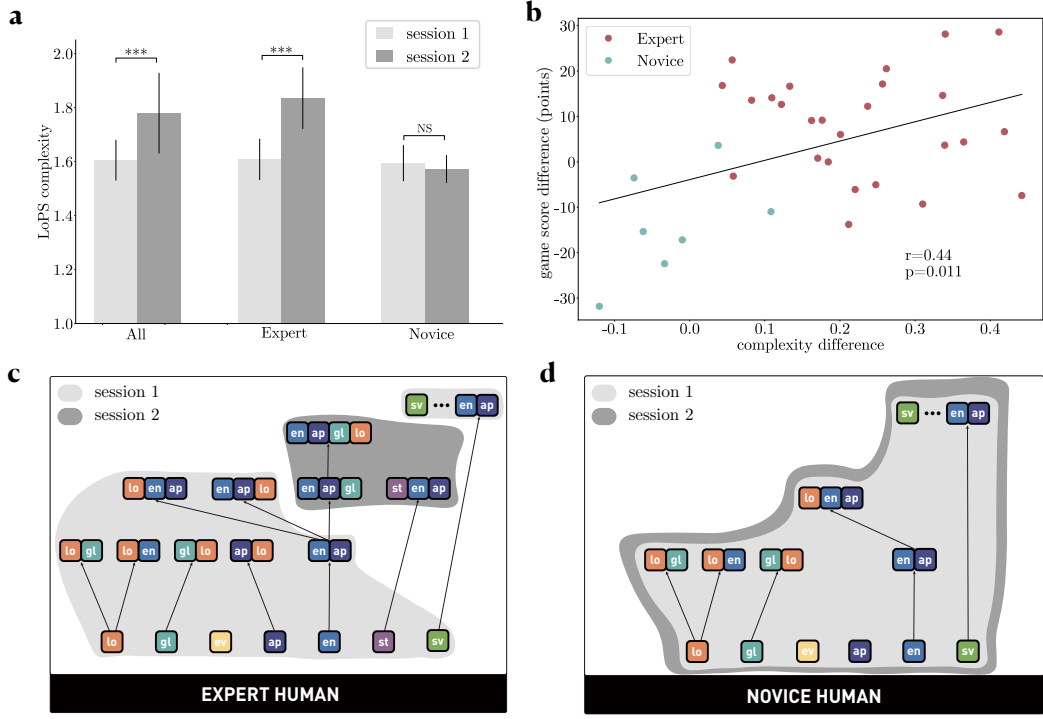 a
session 1
session 2
***
***
NS
LoPS complexity
2.0
1.8
1.6
1.4
1.2
1.0
All
Expert
Novice
b
Expert
Novice
game score difference (points)
30
20
10
0
-10
-20
-30
r=0.44
p=0.011
-0.1
0.0
0.1
0.2
0.3
0.4
complexity difference
c
session 1
session 2
sv ••• en ap
en ap gl lo
lo en ap
en ap lo
en ap gl
st en ap
lo gl
lo en
gl lo
ap lo
en ap
lo
gl
ev
ap
en
st
sv
EXPERT HUMAN
d
session 1
session 2
sv ••• en ap
lo en ap
lo gl
lo en
gl lo
en ap
lo
gl
ev
ap
en
sv
NOVICE HUMAN